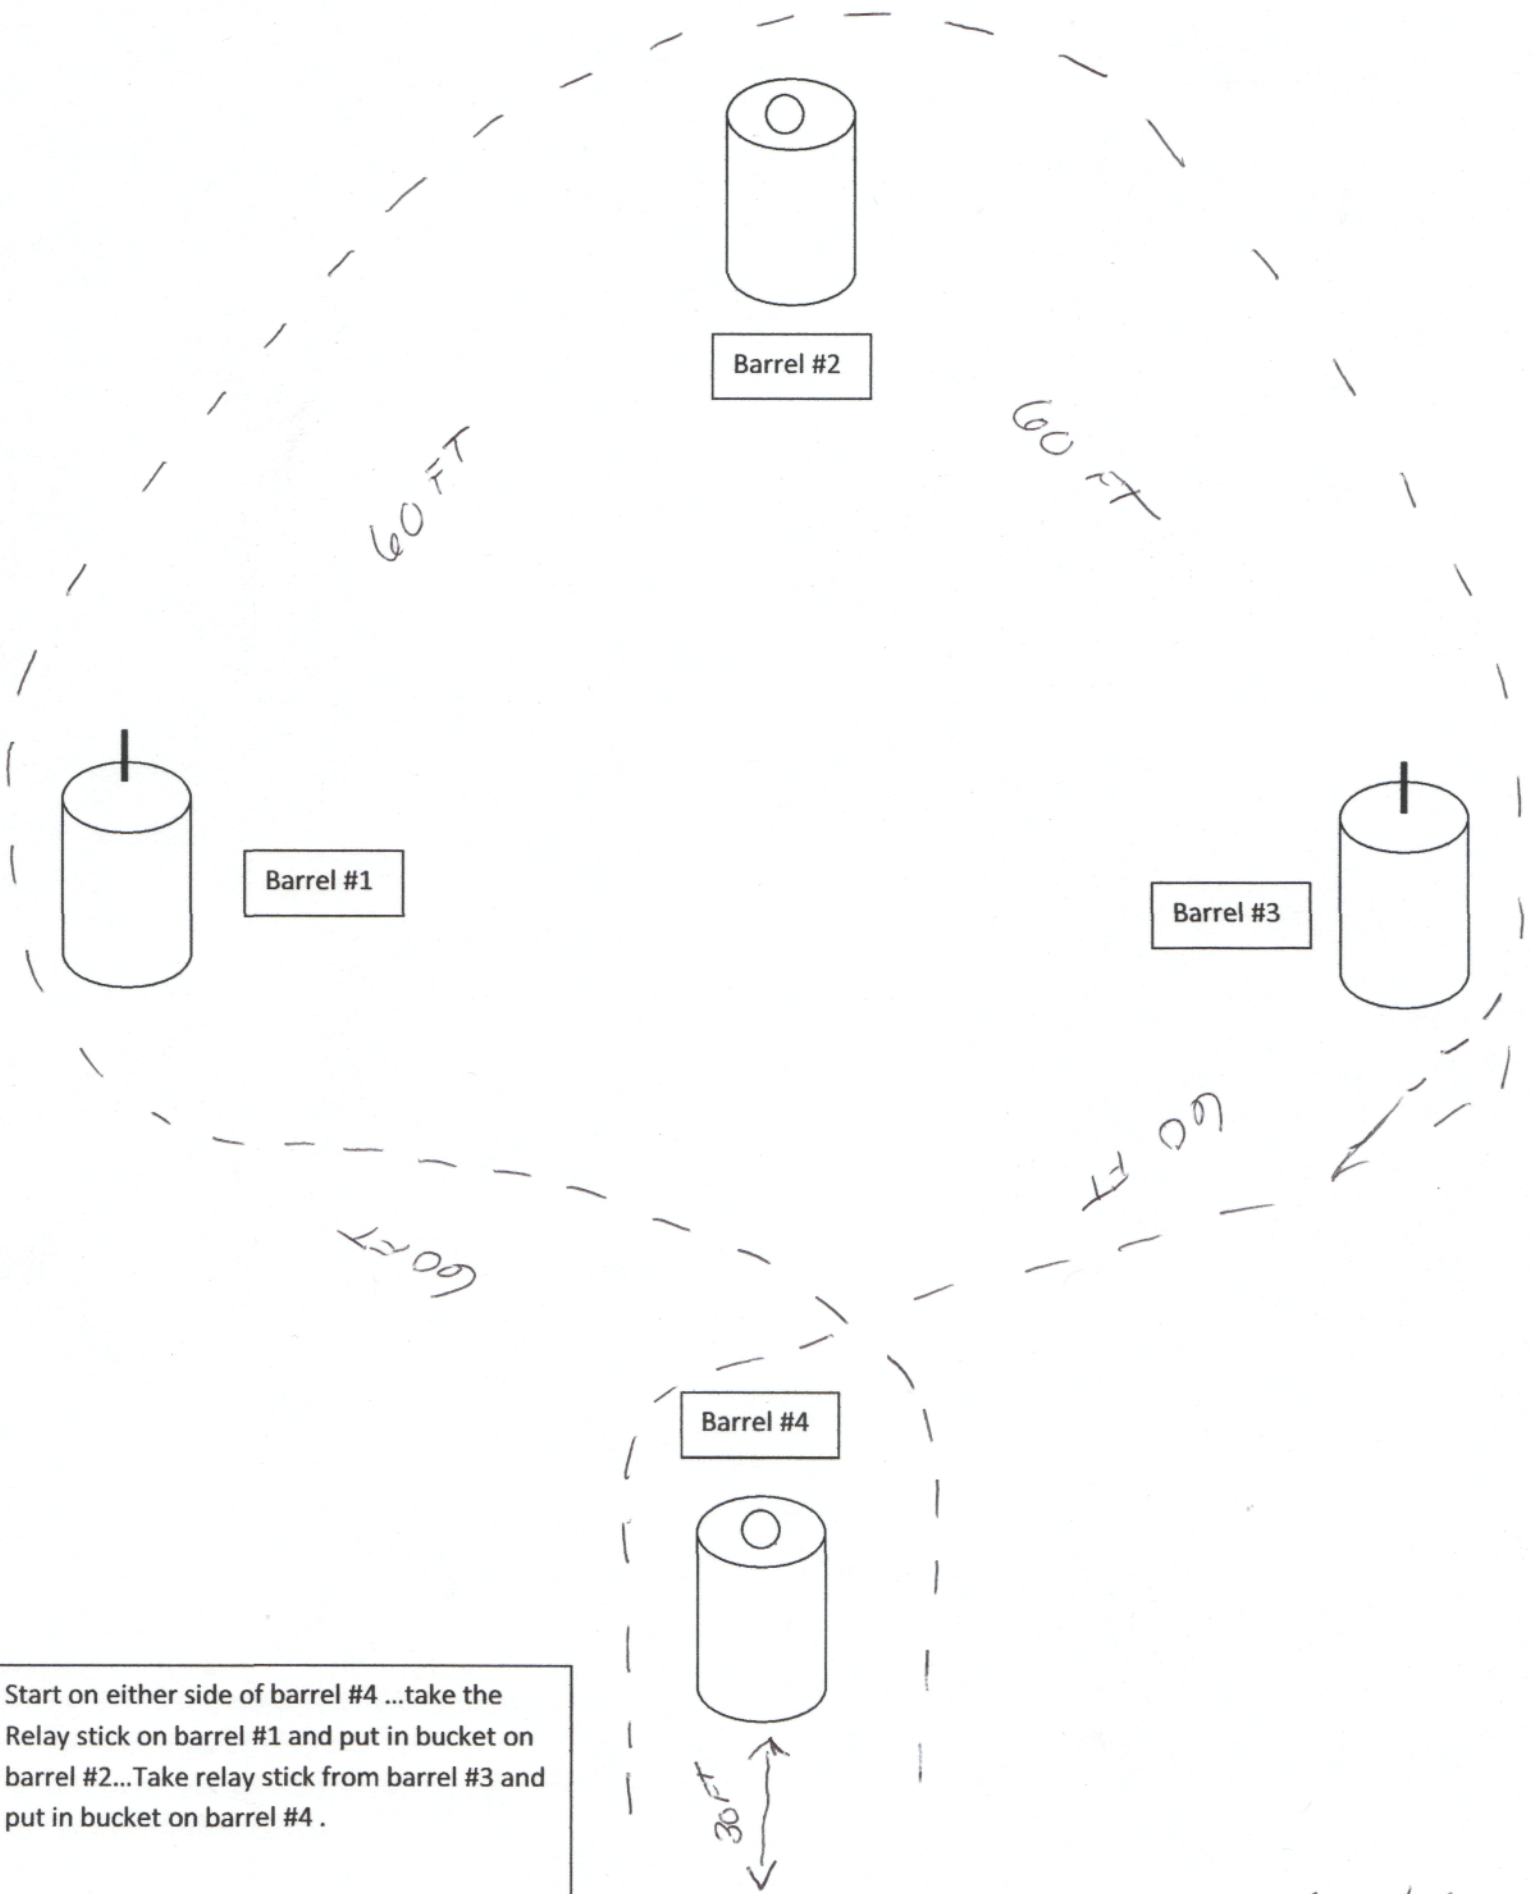 Barrel #2
60 FT
60 FT
Barrel #1
Barrel #3
60 FT
60 FT
Barrel #4
Start on either side of barrel #4 ...take the
Relay stick on barrel #1 and put in bucket on
barrel #2...Take relay stick from barrel #3 and
put in bucket on barrel #4 .
30 FT